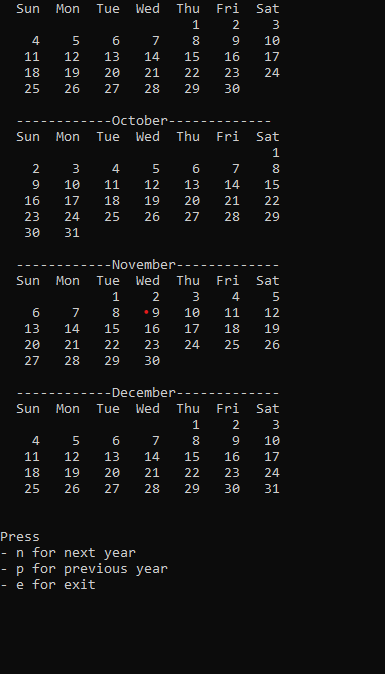 Sun Mon Tue Wed Thu Fri Sat
1 2 3
4 5 6 7 8 9 10
11 12 13 14 15 16 17
18 19 20 21 22 23 24
25 26 27 28 29 30
------------October-------------
Sun Mon Tue Wed Thu Fri Sat
1
2 3 4 5 6 7 8
9 10 11 12 13 14 15
16 17 18 19 20 21 22
23 24 25 26 27 28 29
30 31
------------November-------------
Sun Mon Tue Wed Thu Fri Sat
1 2 3 4 5
6 7 8 •9 10 11 12
13 14 15 16 17 18 19
20 21 22 23 24 25 26
27 28 29 30
------------December-------------
Sun Mon Tue Wed Thu Fri Sat
1 2 3
4 5 6 7 8 9 10
11 12 13 14 15 16 17
18 19 20 21 22 23 24
25 26 27 28 29 30 31
Press
- n for next year
- p for previous year
- e for exit